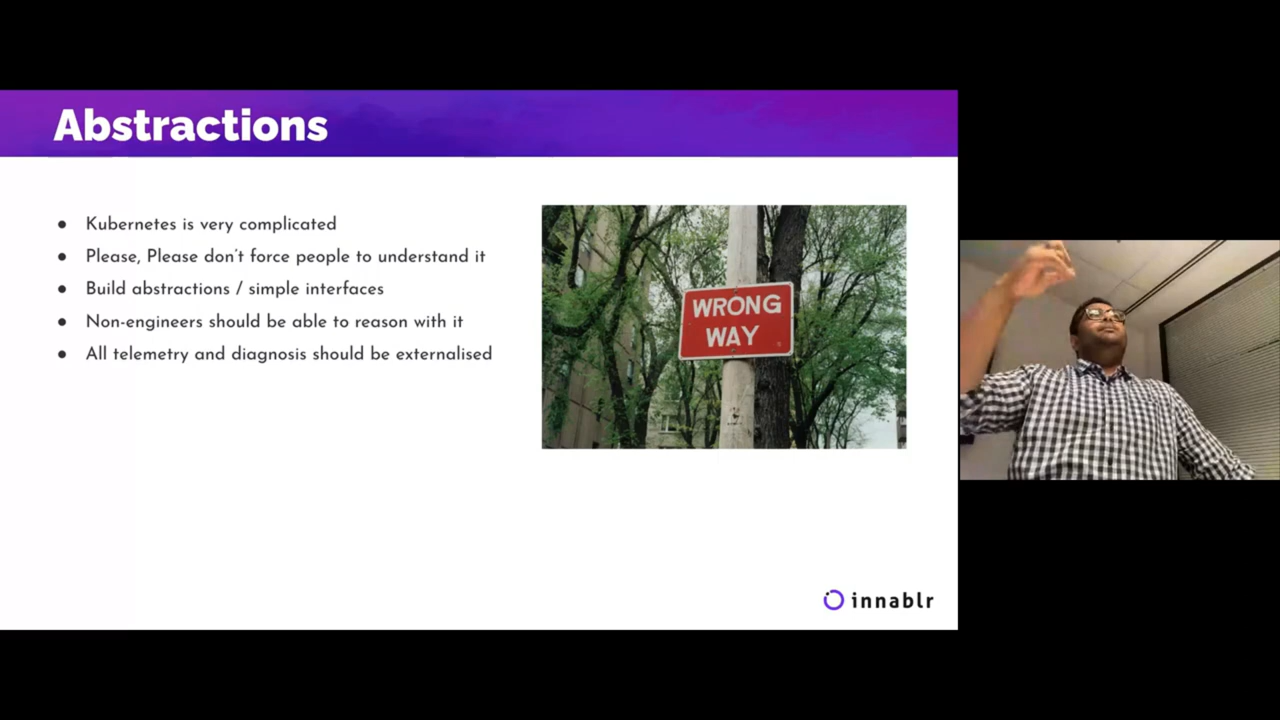 Abstractions
● Kubernetes is very complicated
● Please, Please don't force people to understand it
● Build abstractions / simple interfaces
● Non-engineers should be able to reason with it
● All telemetry and diagnosis should be externalised
WRONG
WAY
innablr